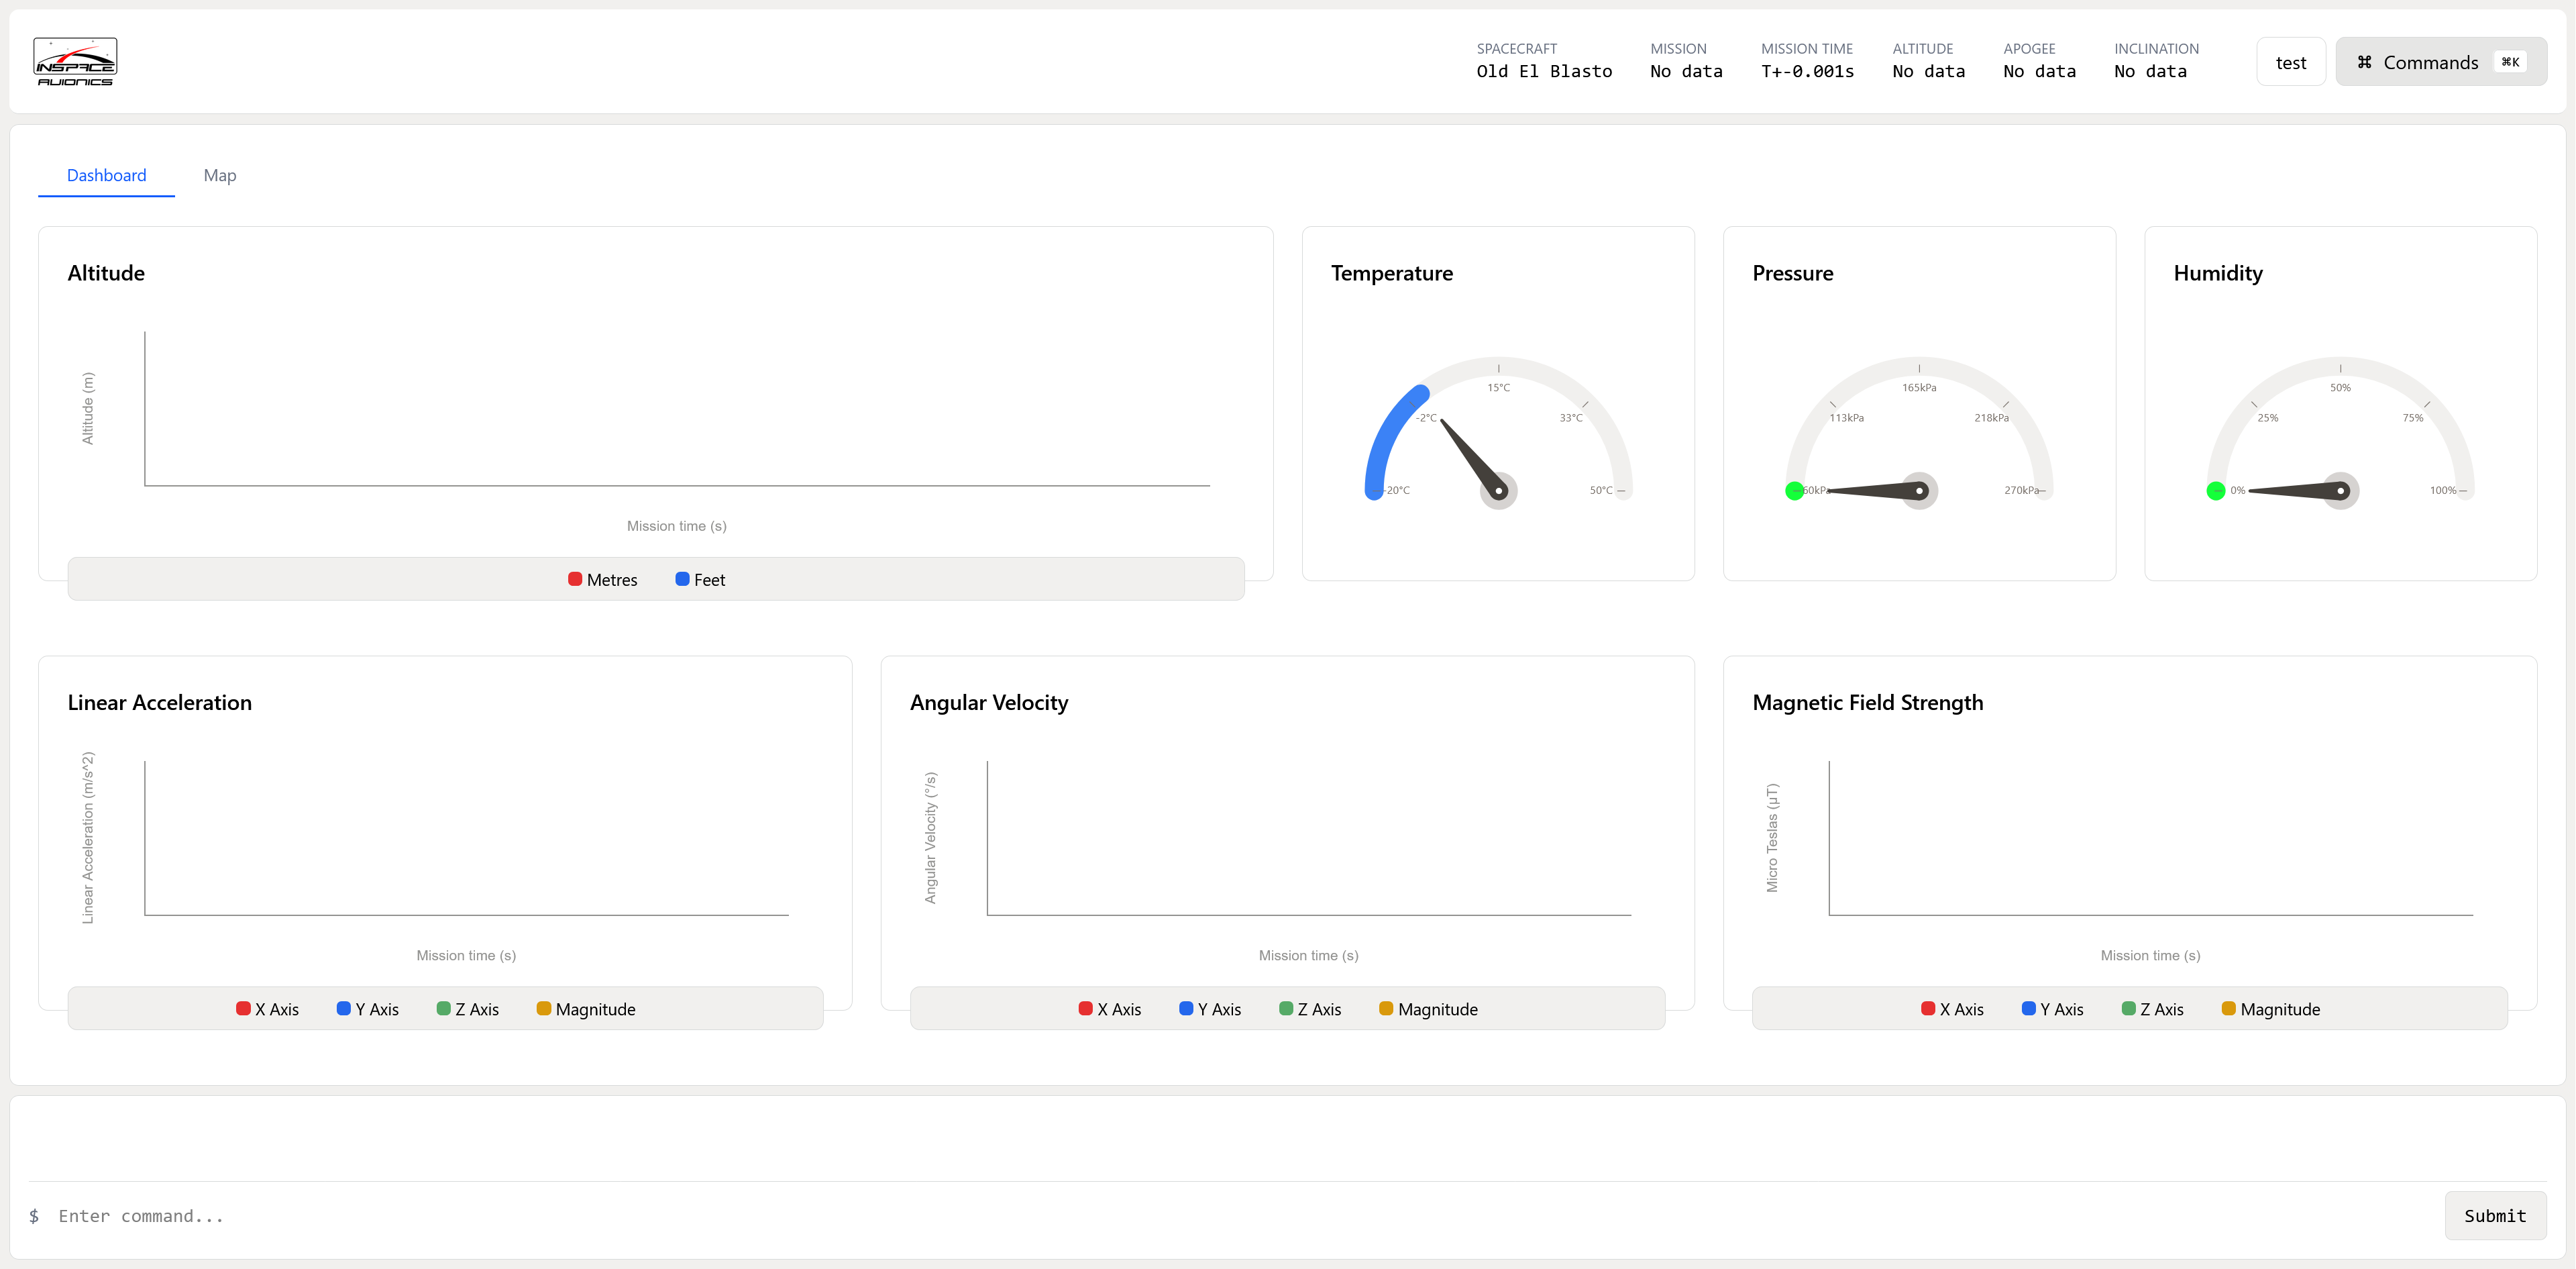 INSPACE
AVIONICS
SPACECRAFT
Old El Blasto
MISSION
No data
MISSION TIME
T+-0.001s
ALTITUDE
No data
APOGEE
No data
INCLINATION
No data
test
⌘ Commands ⌘K
Dashboard Map
Altitude
Altitude (m)
Mission time (s)
Metres Feet
Temperature
-20°C
-2°C
15°C
33°C
50°C
Pressure
60kPa
113kPa
165kPa
218kPa
270kPa
Humidity
0%
25%
50%
75%
100%
Linear Acceleration
Linear Acceleration (m/s^2)
Mission time (s)
X Axis Y Axis Z Axis Magnitude
Angular Velocity
Angular Velocity (°/s)
Mission time (s)
X Axis Y Axis Z Axis Magnitude
Magnetic Field Strength
Micro Teslas (µT)
Mission time (s)
X Axis Y Axis Z Axis Magnitude
$ Enter command...
Submit